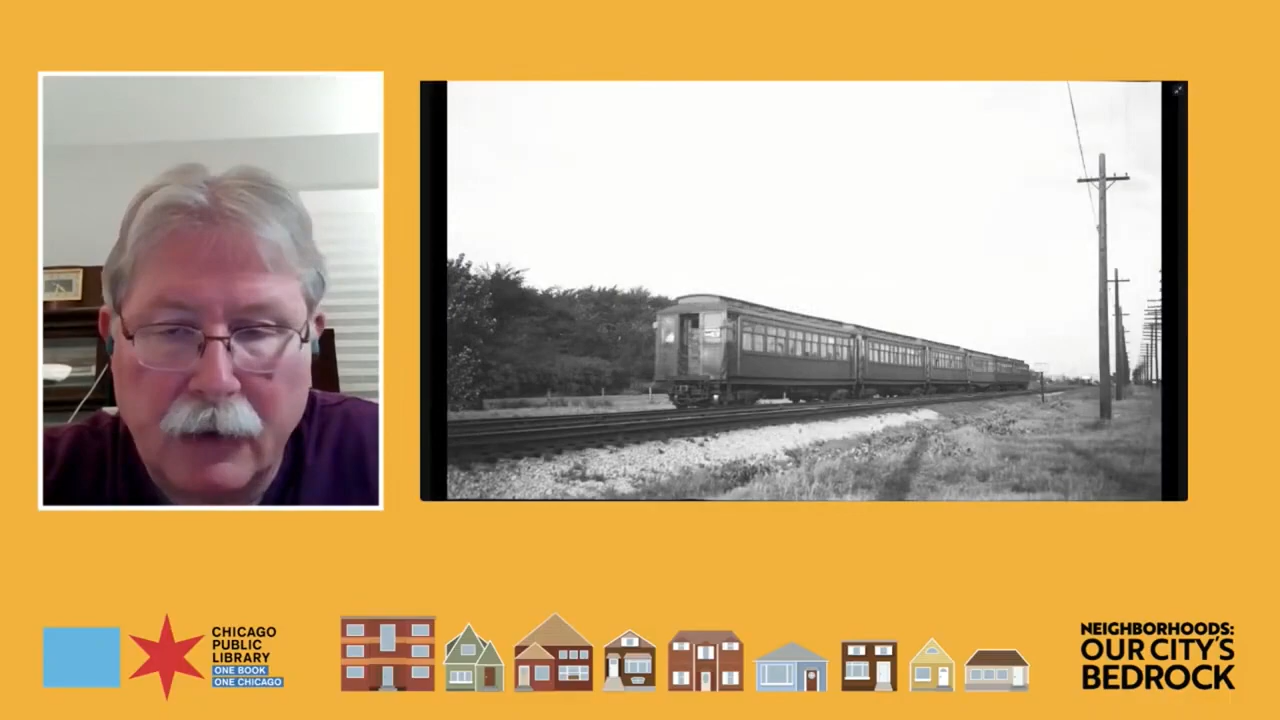 CHICAGO
PUBLIC
LIBRARY
ONE BOOK
ONE CHICAGO
NEIGHBORHOODS:
OUR CITY'S
BEDROCK